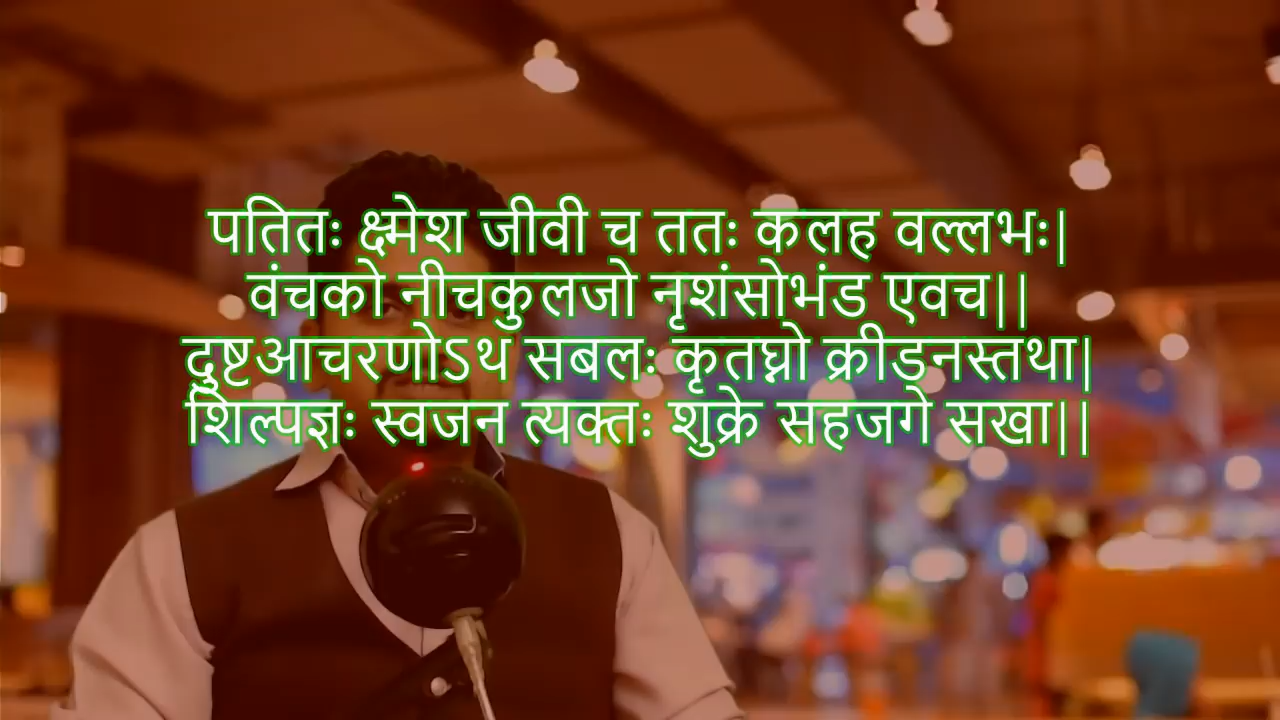 पतितः क्ष्मेश जीवी च ततः कलह वल्लभः|
वंचको नीचकुलजो नृशंसोभंड एवच||
दुष्टआचरणोऽथ सबलः कृतघ्नो क्रीडनस्तथा|
शिल्पज्ञः स्वजन त्यक्तः शुक्रे सहजगे सखा||